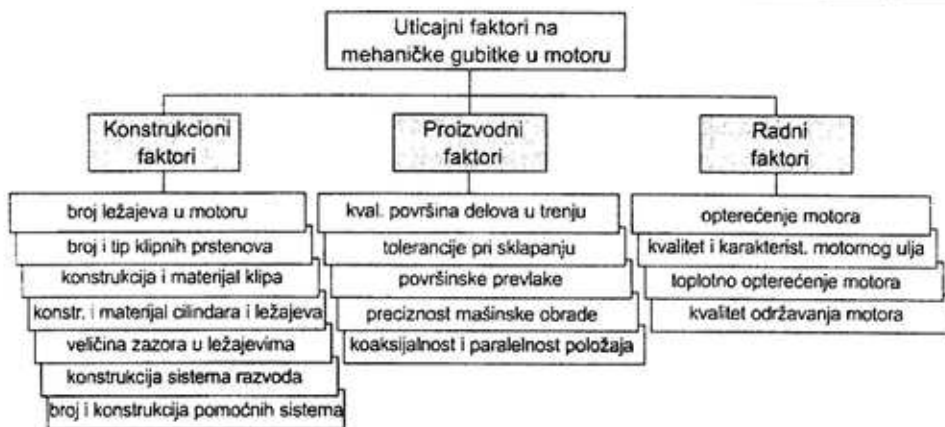 Uticajni faktori na
mehaničke gubitke u motoru
Konstrukcioni
faktori
Proizvodni
faktori
Radni
faktori
broj ležajeva u motoru
broj i tip klipnih prstenova
konstrukcija i materijal klipa
konstr. i materijal cilindara i ležajeva
veličina zazora u ležajevima
konstrukcija sistema razvoda
broj i konstrukcija pomoćnih sistema
kval. površina delova u trenju
tolerancije pri sklapanju
površinske prevlake
preciznost mašinske obrade
koaksijalnost i paralelnost položaja
opterećenje motora
kvalitet i karakterist. motornog ulja
toplotno opterećenje motora
kvalitet održavanja motora